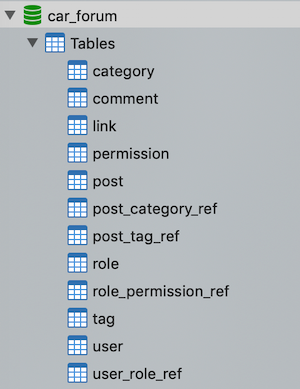 car_forum
Tables
category
comment
link
permission
post
post_category_ref
post_tag_ref
role
role_permission_ref
tag
user
user_role_ref